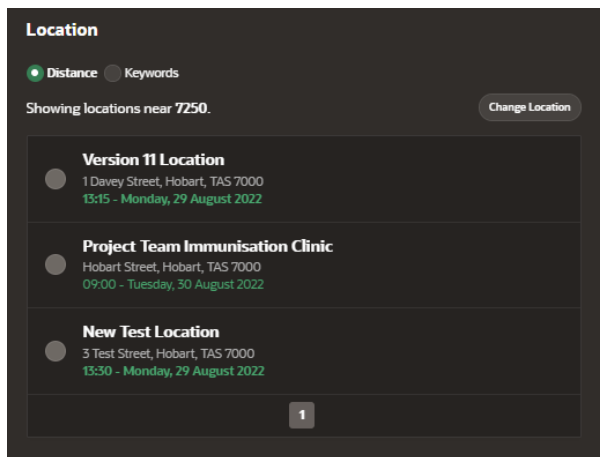 Location
Distance Keywords
Showing locations near 7250.
Change Location
Version 11 Location
1 Davey Street, Hobart, TAS 7000
13:15 - Monday, 29 August 2022
Project Team Immunisation Clinic
Hobart Street, Hobart, TAS 7000
09:00 - Tuesday, 30 August 2022
New Test Location
3 Test Street, Hobart, TAS 7000
13:30 - Monday, 29 August 2022
1